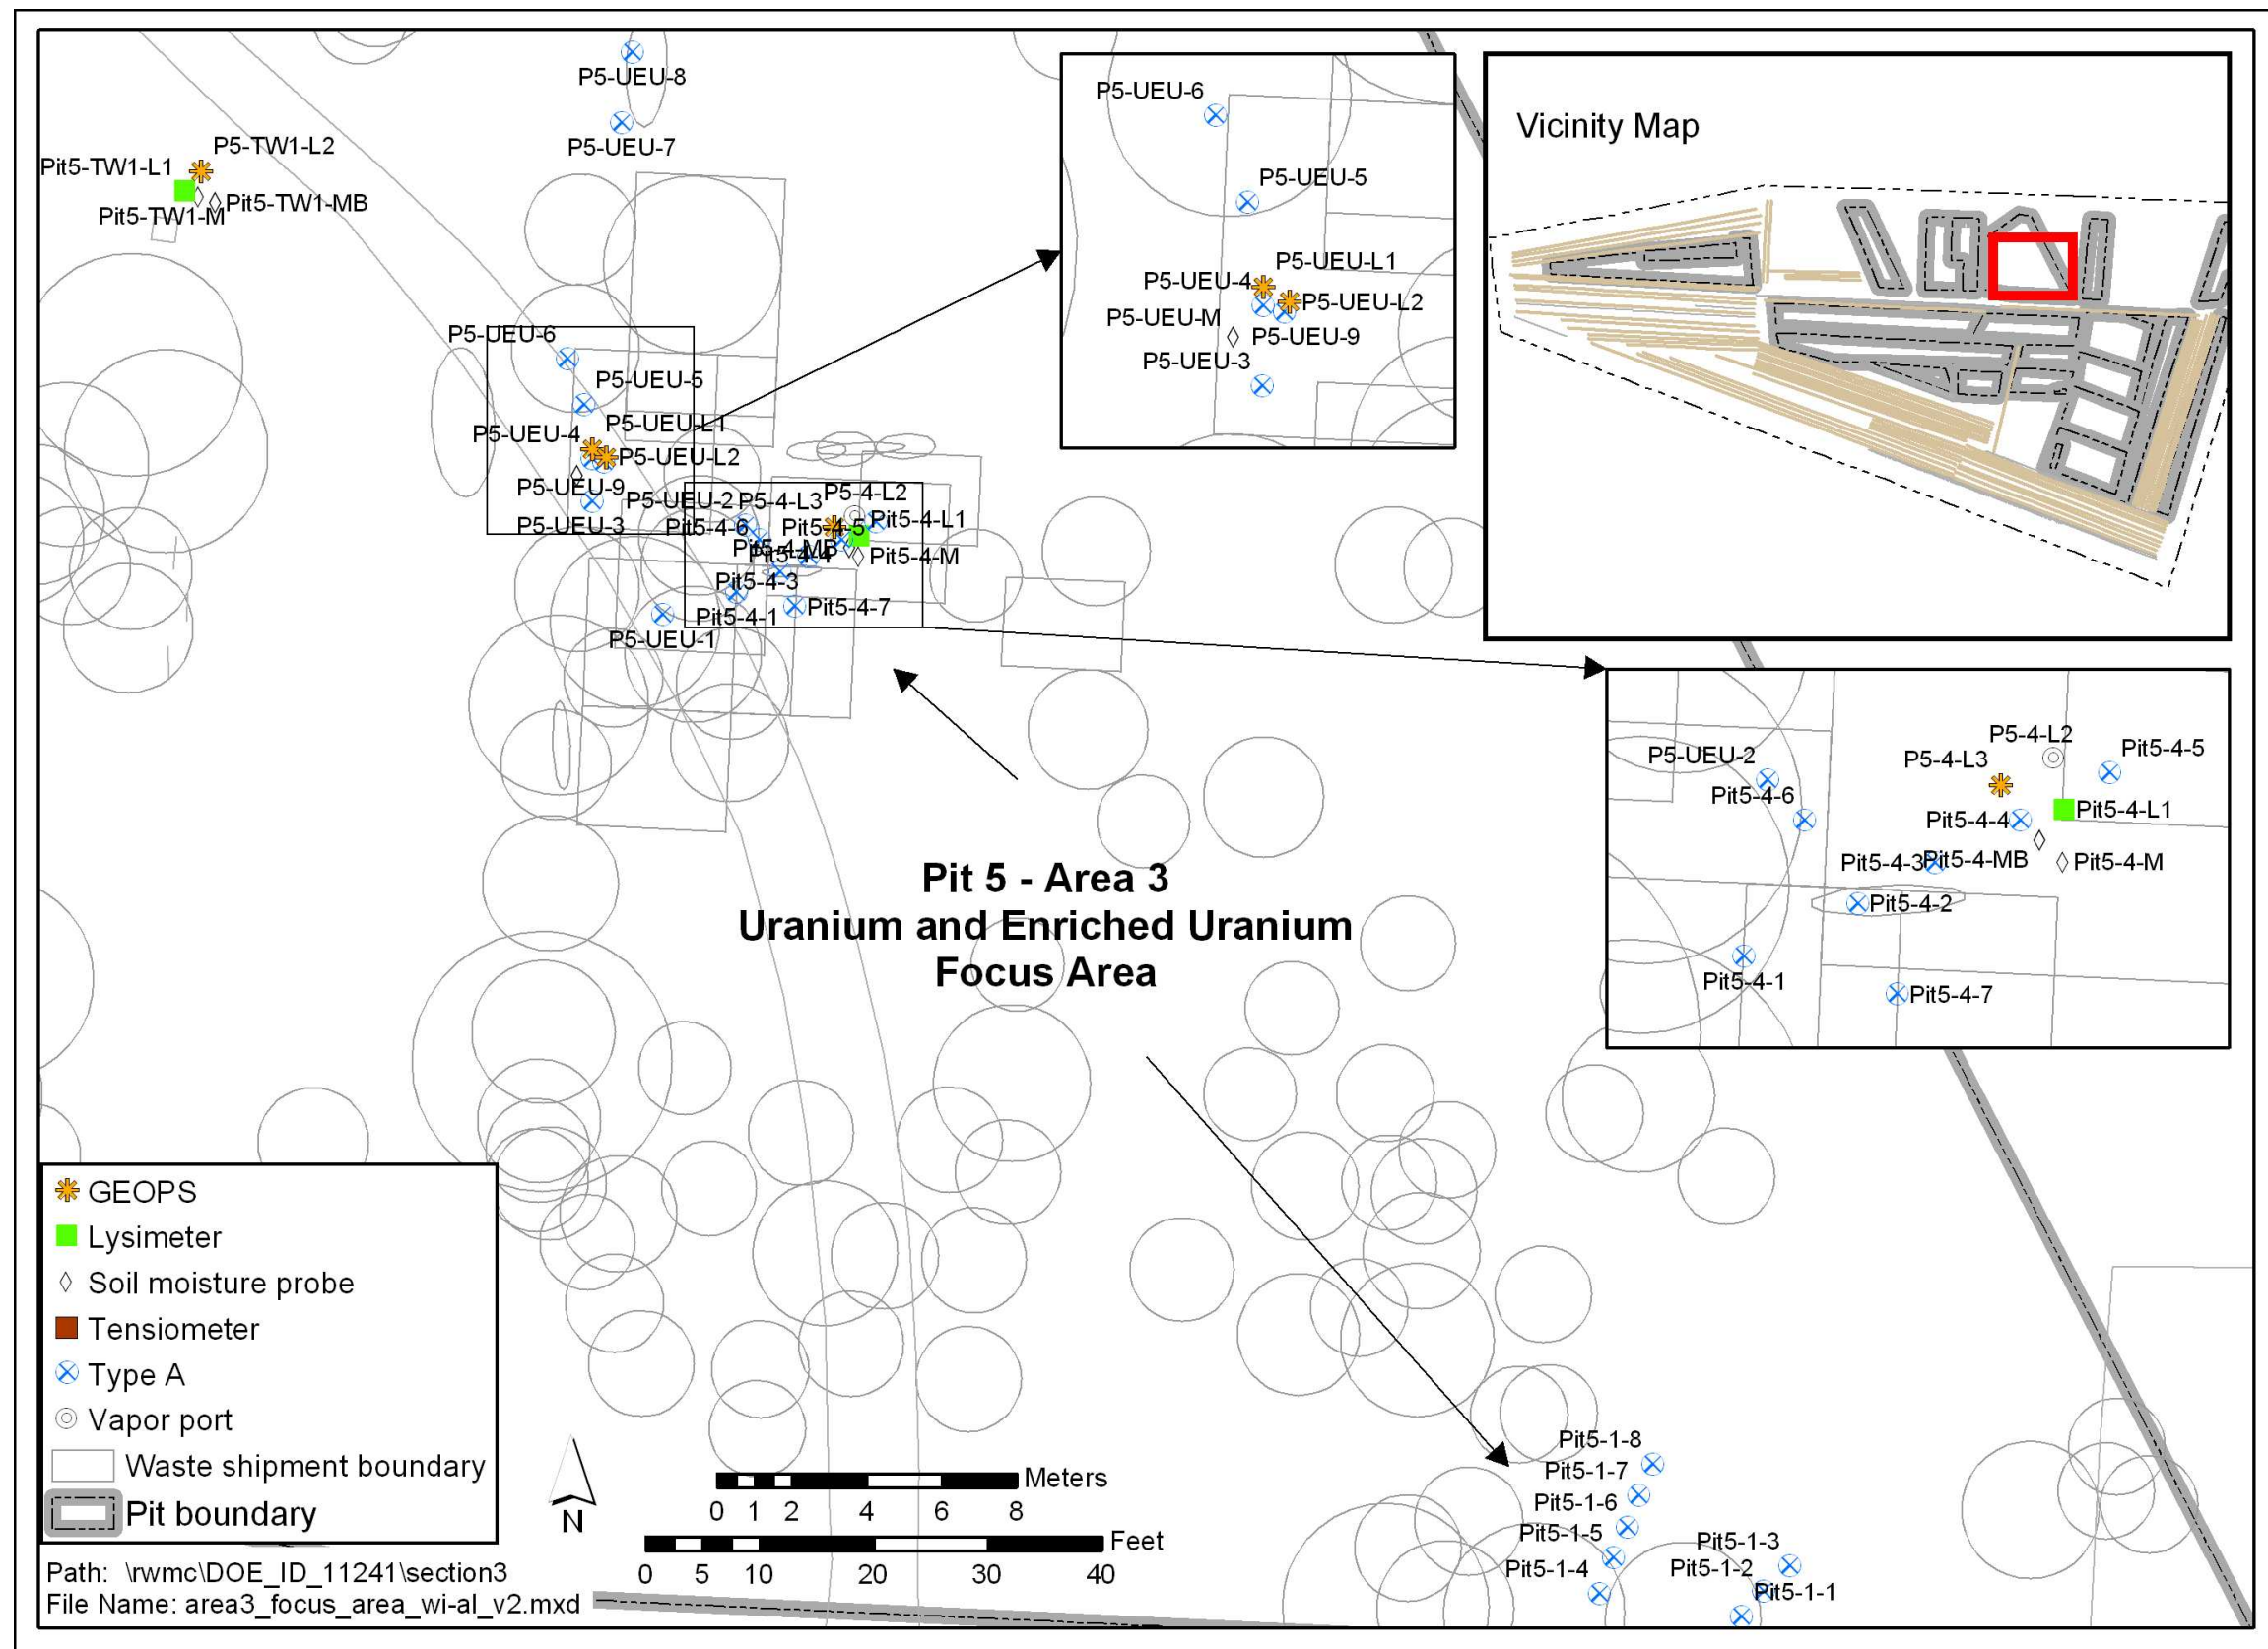 P5-UEU-8
P5-UEU-7
P5-TW1-L2
Pit5-TW1-L1
Pit5-TW1-MB
Pit5-TW1-M
P5-UEU-6
P5-UEU-5
P5-UEU-L1
P5-UEU-4
P5-UEU-L2
P5-UEU-9
P5-UEU-3
P5-UEU-2
P5-4-L3
P5-4-L2
Pit5-4-6
Pit5-4-5
Pit5-4-L1
Pit5-4-MB
Pit5-4-4
Pit5-4-M
Pit5-4-3
Pit5-4-7
Pit5-4-1
P5-UEU-1
P5-UEU-6
P5-UEU-5
P5-UEU-L1
P5-UEU-4
P5-UEU-L2
P5-UEU-M
P5-UEU-9
P5-UEU-3
Vicinity Map
P5-4-L2
Pit5-4-5
P5-UEU-2
P5-4-L3
Pit5-4-6
Pit5-4-L1
Pit5-4-4
Pit5-4-3
Pit5-4-MB
Pit5-4-M
Pit5-4-2
Pit5-4-1
Pit5-4-7
Pit 5 - Area 3
Uranium and Enriched Uranium
Focus Area
GEOPS
Lysimeter
Soil moisture probe
Tensiometer
Type A
Vapor port
Waste shipment boundary
Pit boundary
N
Meters
0 1 2 4 6 8
Feet
0 5 10 20 30 40
Pit5-1-8
Pit5-1-7
Pit5-1-6
Pit5-1-5
Pit5-1-4
Pit5-1-3
Pit5-1-2
Pit5-1-1
Path: \rwmc\DOE_ID_11241\section3
File Name: area3_focus_area_wi-al_v2.mxd